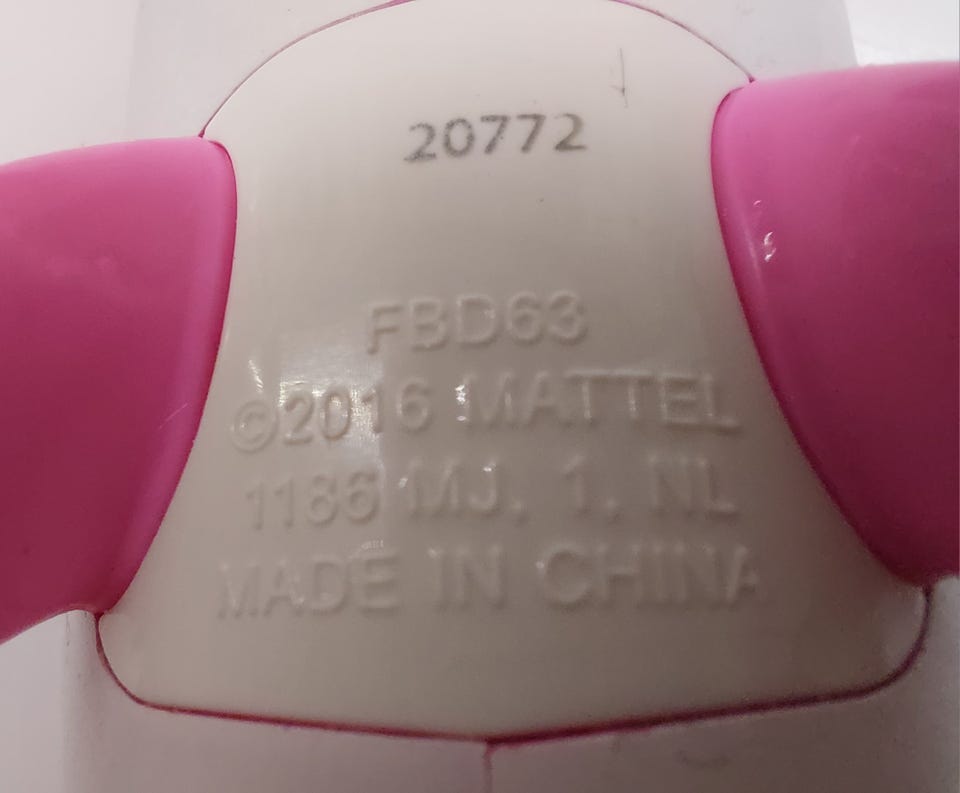 20772
FBD63
©2016 MATTEL
1186 MJ, 1, NL
MADE IN CHINA